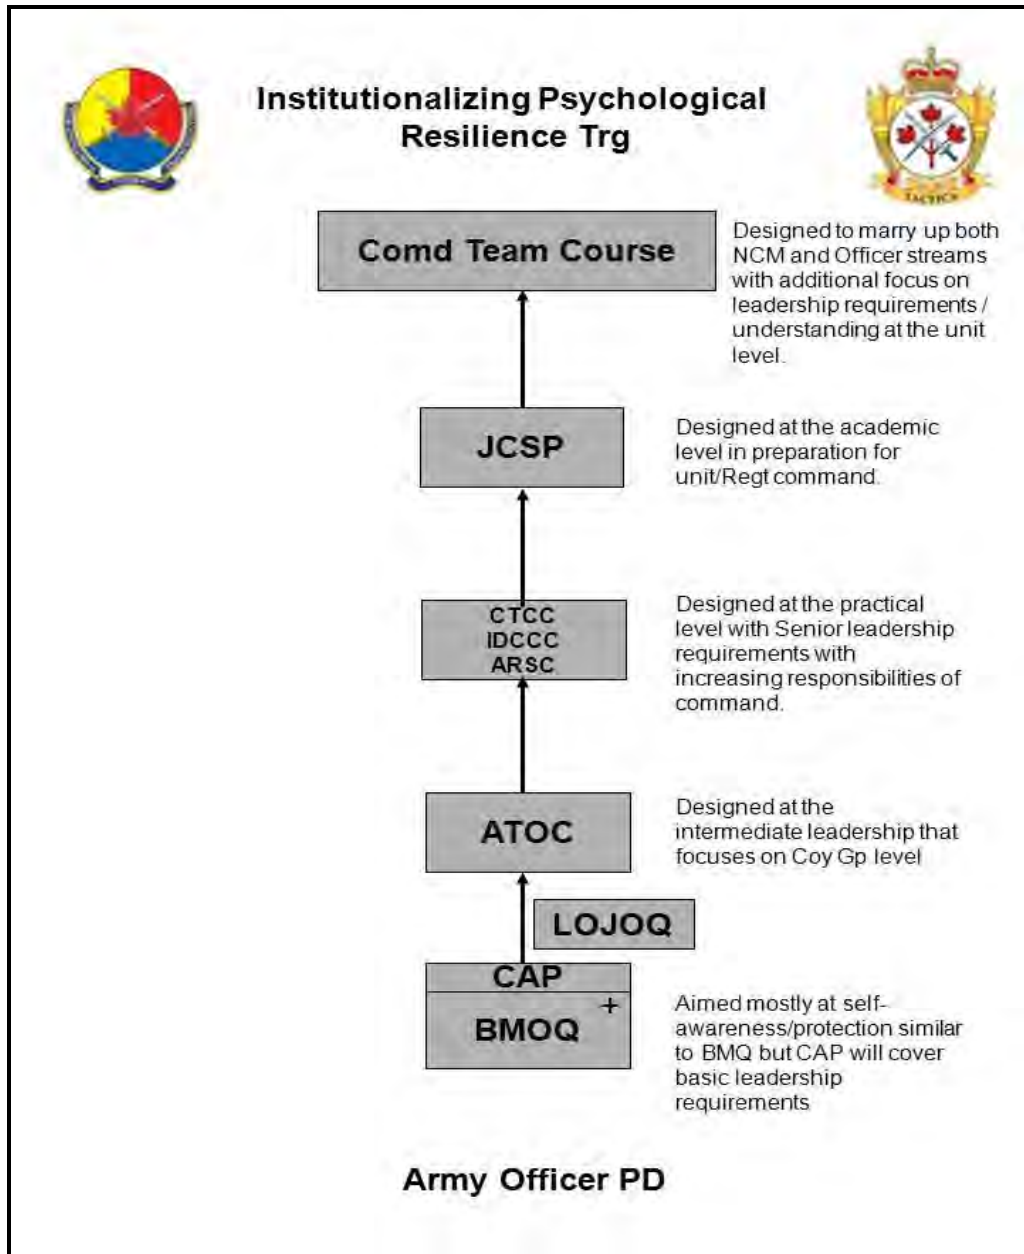 Institutionalizing Psychological
Resilience Trg
TACTICA
Comd Team Course
Designed to marry up both
NCM and Officer streams
with additional focus on
leadership requirements /
understanding at the unit
level.
JCSP
Designed at the academic
level in preparation for
unit/Regt command.
CTCC
IDCCC
ARSC
Designed at the practical
level with Senior leadership
requirements with
increasing responsibilities of
command.
ATOC
Designed at the
intermediate leadership that
focuses on Coy Gp level
LOJOQ
CAP
+
BMOQ
Aimed mostly at self-
awareness/protection similar
to BMQ but CAP will cover
basic leadership
requirements
Army Officer PD